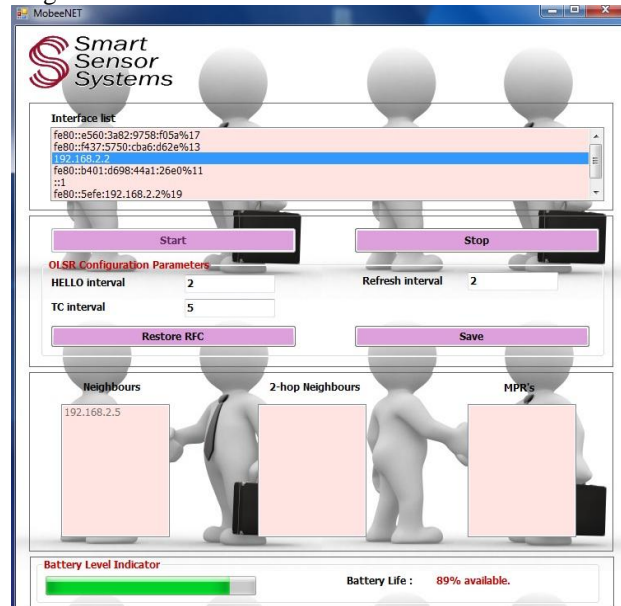 MobeeNET
Smart
Sensor
Systems
Interface list
fe80::e560:3a82:9758:f05a%17
fe80::f437:5750:cba6:d62e%13
192.168.2.2
fe80::b401:d698:44a1:26e0%11
::1
fe80::5efe:192.168.2.2%19
Start Stop
OLSR Configuration Parameters
HELLO interval 2 Refresh interval 2
TC interval 5
Restore RFC Save
Neighbours 2-hop Neighbours MPR's
192.168.2.5
Battery Level Indicator
Battery Life : 89% available.